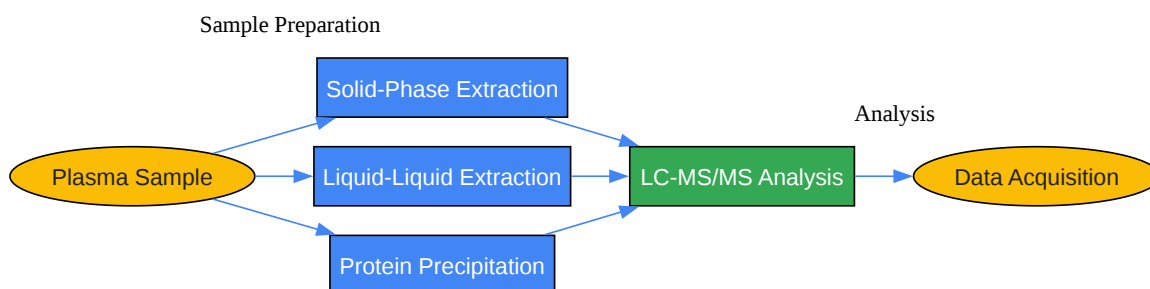 Sample Preparation
Solid-Phase Extraction
Analysis
Plasma Sample
Liquid-Liquid Extraction
LC-MS/MS Analysis
Data Acquisition
Protein Precipitation